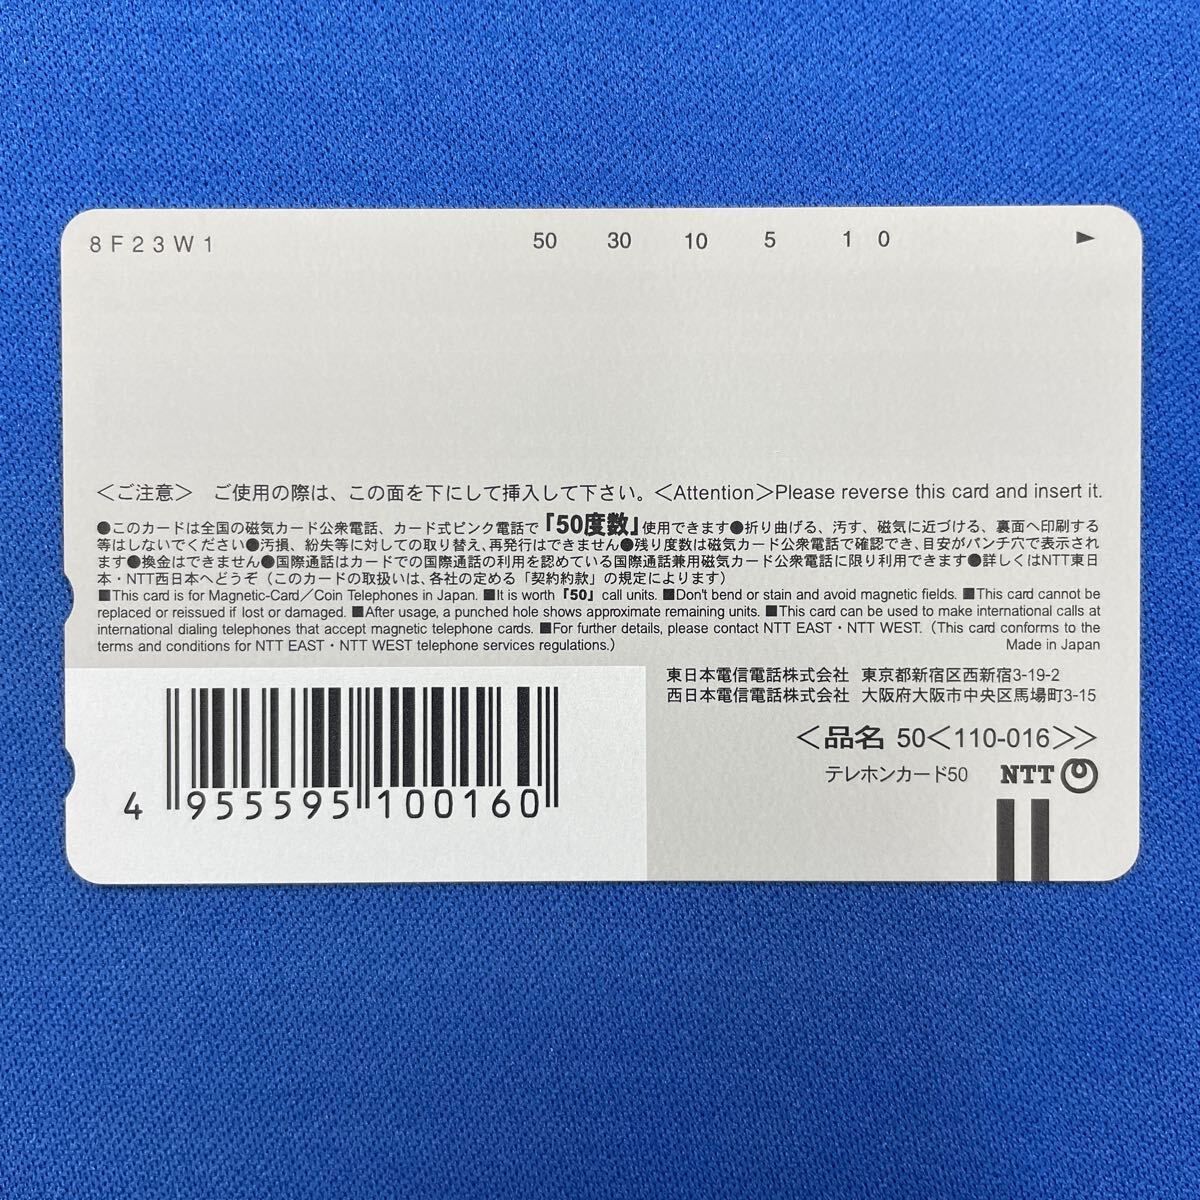 8F23W1 50 30 10 5 1 0 ▶
＜ご注意＞ ご使用の際は、この面を下にして挿入して下さい。＜Attention＞Please reverse this card and insert it.
●このカードは全国の磁気カード公衆電話、カード式ピンク電話で「50度数」使用できます●折り曲げる、汚す、磁気に近づける、裏面へ印刷する
等はしないでください●汚損、紛失等に対しての取り替え、再発行はできません●残り度数は磁気カード公衆電話で確認でき、目安がパンチ穴で表示され
ます●換金はできません●国際通話はカードでの国際通話の利用を認めている国際通話兼用磁気カード公衆電話に限り利用できます●詳しくはNTT東日
本・NTT西日本へどうぞ（このカードの取扱いは、各社の定める「契約約款」の規定によります）
■This card is for Magnetic-Card／Coin Telephones in Japan. ■It is worth「50」call units. ■Don't bend or stain and avoid magnetic fields. ■This card cannot be
replaced or reissued if lost or damaged. ■After usage, a punched hole shows approximate remaining units. ■This card can be used to make international calls at
international dialing telephones that accept magnetic telephone cards. ■For further details, please contact NTT EAST・NTT WEST.（This card conforms to the
terms and conditions for NTT EAST・NTT WEST telephone services regulations.） Made in Japan
東日本電信電話株式会社 東京都新宿区西新宿3-19-2
西日本電信電話株式会社 大阪府大阪市中央区馬場町3-15
＜品名 50＜110-016＞＞
テレホンカード50 NTT
4 955595 100160